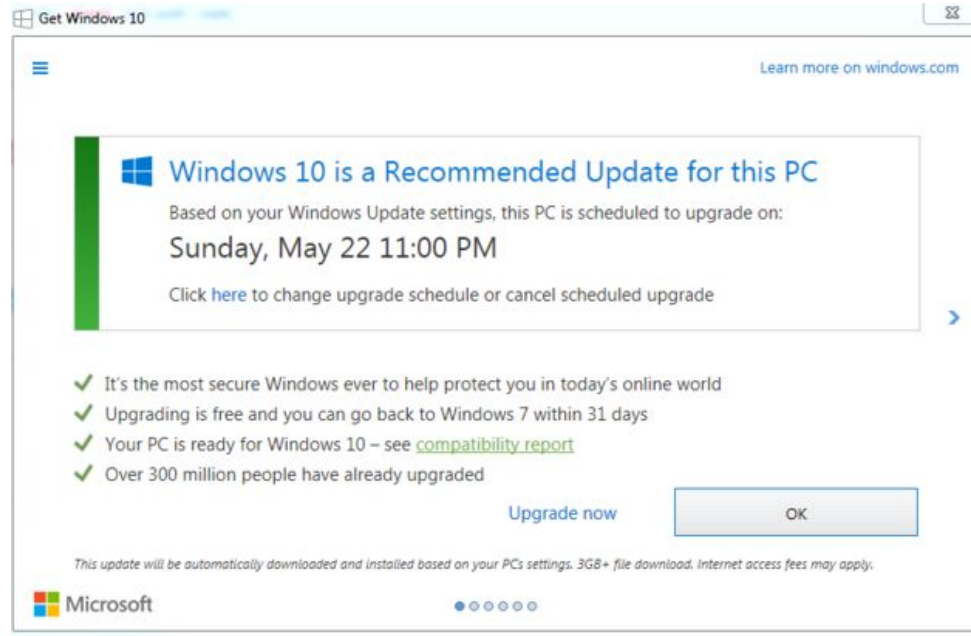 Get Windows 10
Learn more on windows.com
Windows 10 is a Recommended Update for this PC
Based on your Windows Update settings, this PC is scheduled to upgrade on:
Sunday, May 22 11:00 PM
Click here to change upgrade schedule or cancel scheduled upgrade
It's the most secure Windows ever to help protect you in today's online world
Upgrading is free and you can go back to Windows 7 within 31 days
Your PC is ready for Windows 10 – see compatibility report
Over 300 million people have already upgraded
Upgrade now
OK
This update will be automatically downloaded and installed based on your PCs settings. 3GB+ file download. Internet access fees may apply.
Microsoft